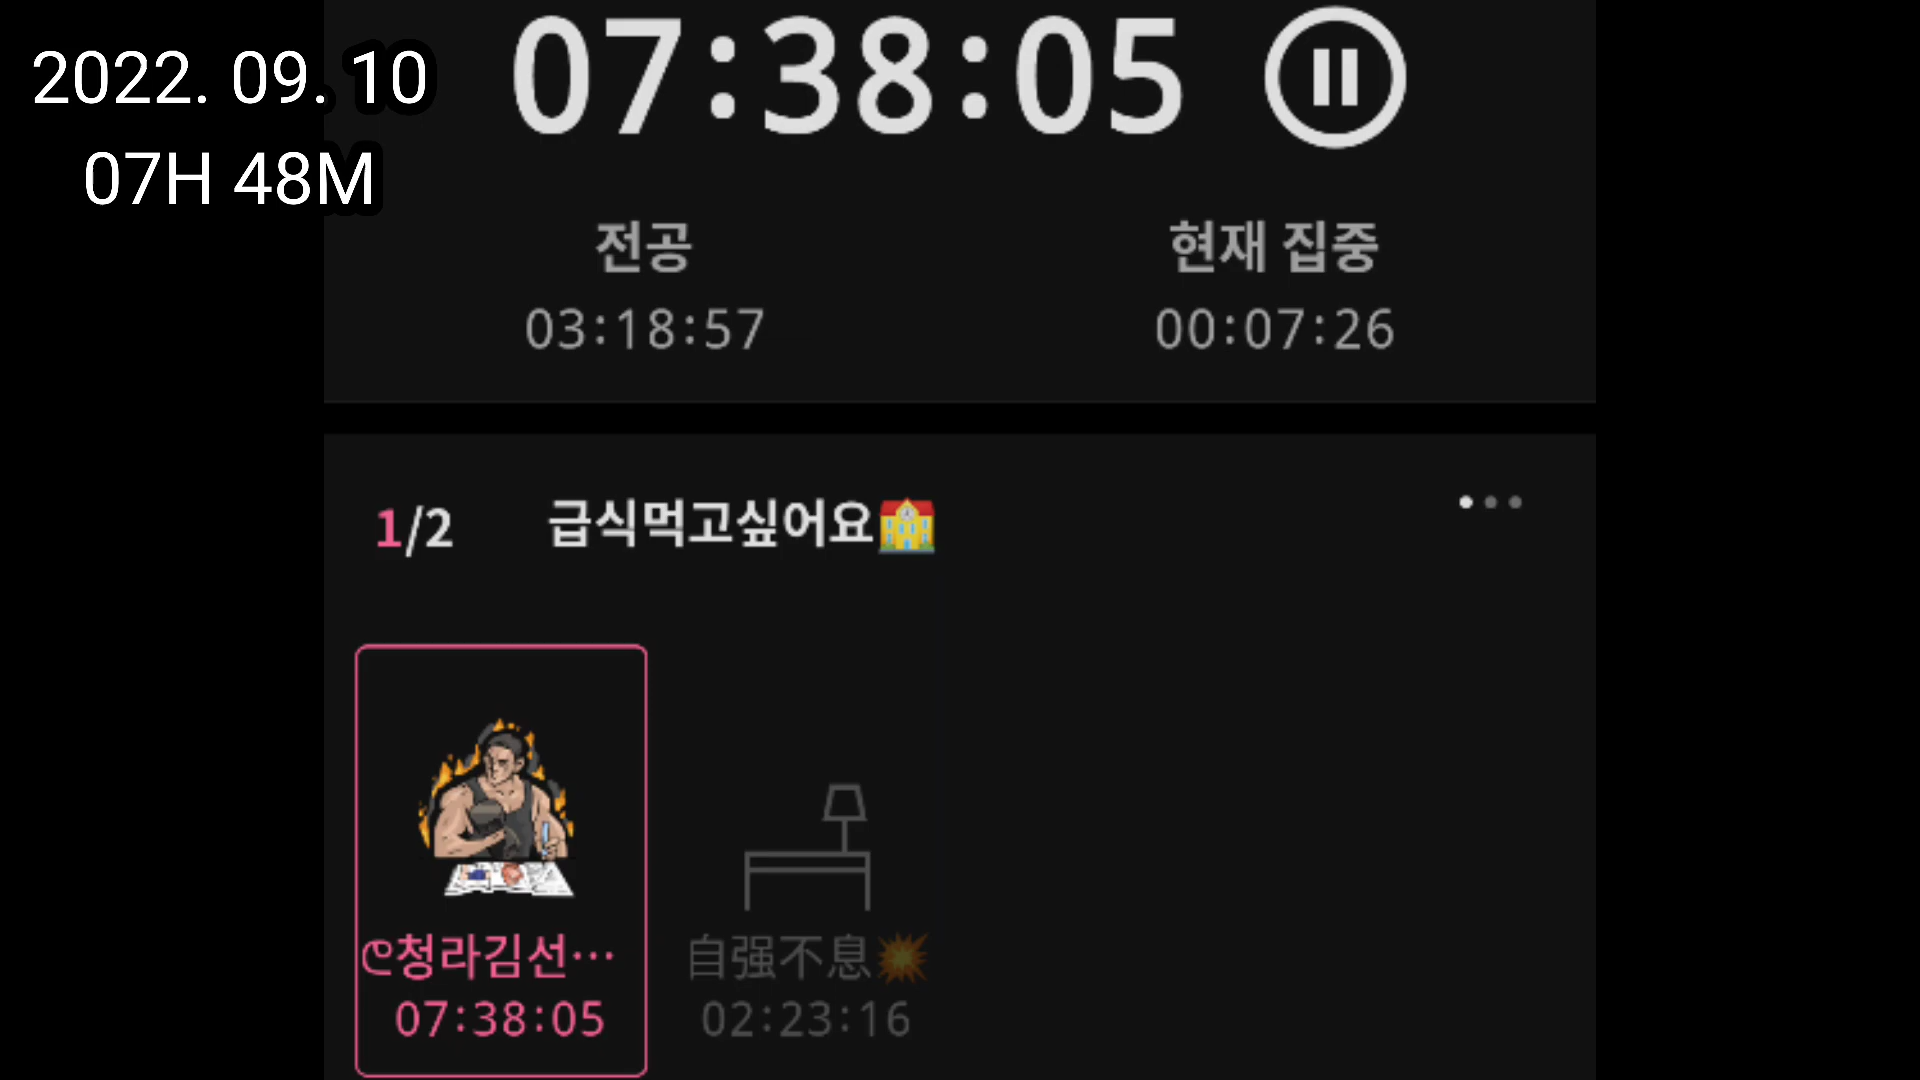 2022. 09. 10
07H 48M
07:38:05
전공
현재 집중
03:18:57
00:07:26
1/2
급식먹고싶어요🏫
ღ청라김선…
自强不息💥
07:38:05
02:23:16